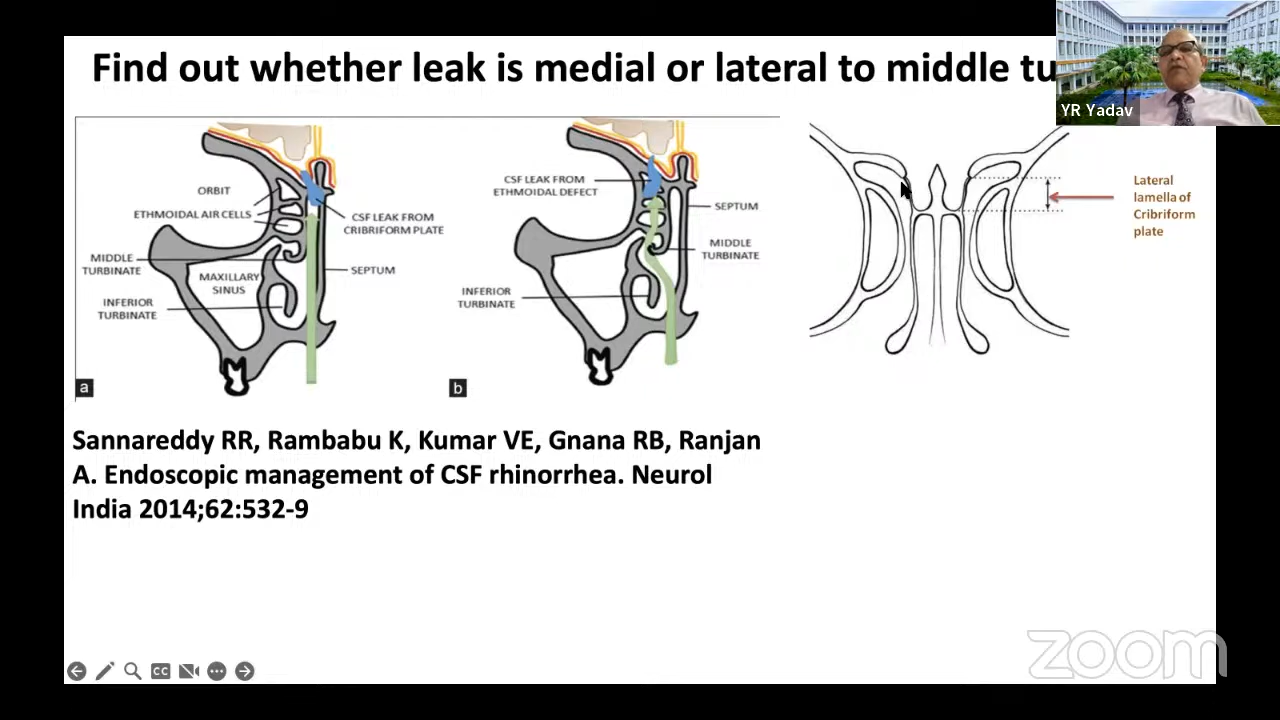 Find out whether leak is medial or lateral to middle tu
YR Yadav
ORBIT
ETHMOIDAL AIR CELLS
MIDDLE
TURBINATE
MAXILLARY
SINUS
INFERIOR
TURBINATE
CSF LEAK FROM
CRIBRIFORM PLATE
SEPTUM
a
CSF LEAK FROM
ETHMOIDAL DEFECT
SEPTUM
MIDDLE
TURBINATE
INFERIOR
TURBINATE
b
Lateral
lamella of
Cribriform
plate
Sannareddy RR, Rambabu K, Kumar VE, Gnana RB, Ranjan
A. Endoscopic management of CSF rhinorrhea. Neurol
India 2014;62:532-9
CC
zoom